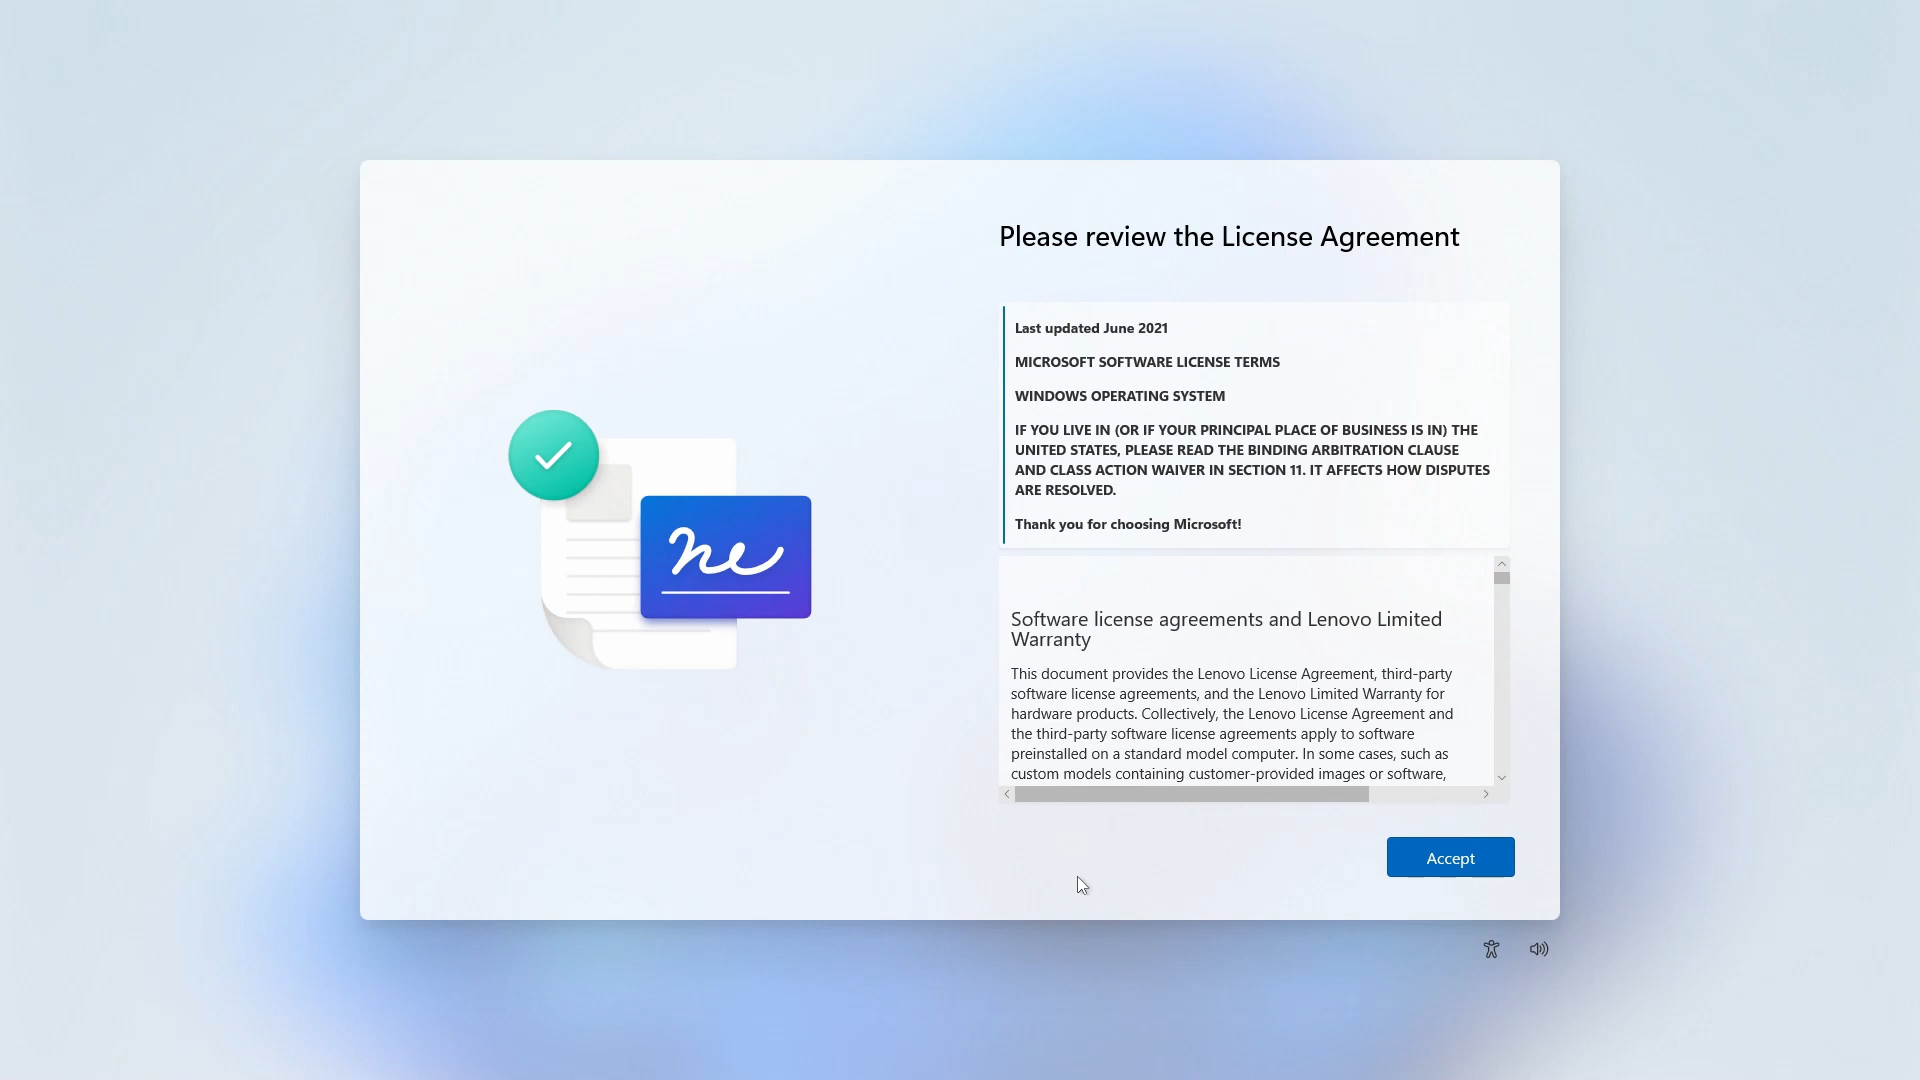 Please review the License Agreement
Last updated June 2021
MICROSOFT SOFTWARE LICENSE TERMS
WINDOWS OPERATING SYSTEM
IF YOU LIVE IN (OR IF YOUR PRINCIPAL PLACE OF BUSINESS IS IN) THE
UNITED STATES, PLEASE READ THE BINDING ARBITRATION CLAUSE
AND CLASS ACTION WAIVER IN SECTION 11. IT AFFECTS HOW DISPUTES
ARE RESOLVED.
Thank you for choosing Microsoft!
Software license agreements and Lenovo Limited
Warranty
This document provides the Lenovo License Agreement, third-party
software license agreements, and the Lenovo Limited Warranty for
hardware products. Collectively, the Lenovo License Agreement and
the third-party software license agreements apply to software
preinstalled on a standard model computer. In some cases, such as
custom models containing customer-provided images or software,
Accept